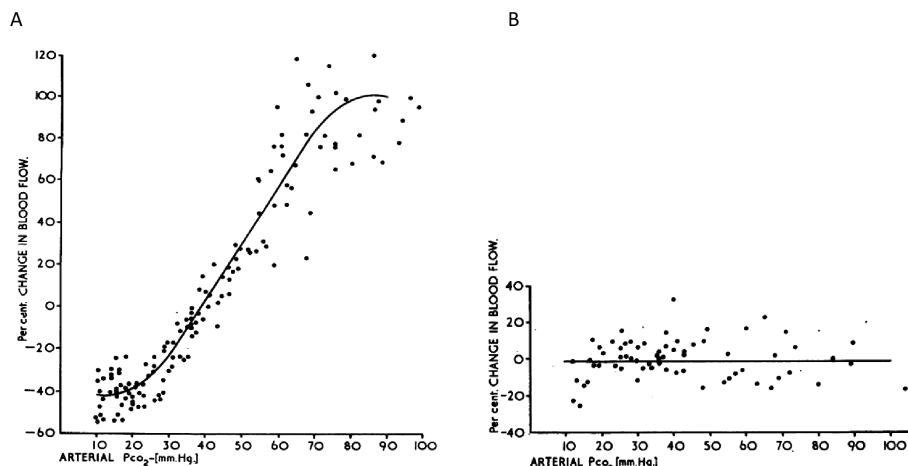 A
B
Per cent. CHANGE IN BLOOD FLOW.
120
100
80
60
40
20
0
-20
-40
-60
10 20 30 40 50 60 70 80 90 100
ARTERIAL Pco₂-[mm.Hg.]
Per cent. CHANGE IN BLOOD FLOW.
40
20
0
-20
-40
10 20 30 40 50 60 70 80 90 100
ARTERIAL Pco [mm.Hg.]